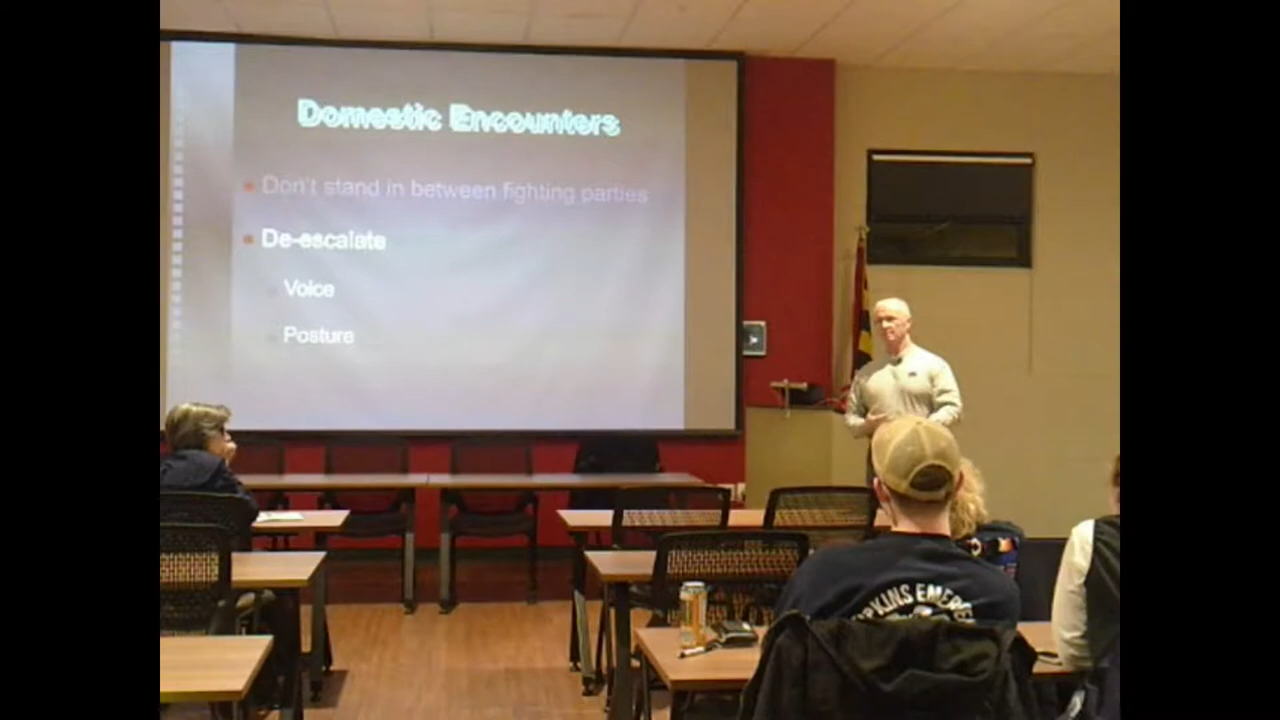 Domestic Encounters
Don't stand in between fighting parties
De-escalate
Voice
Posture